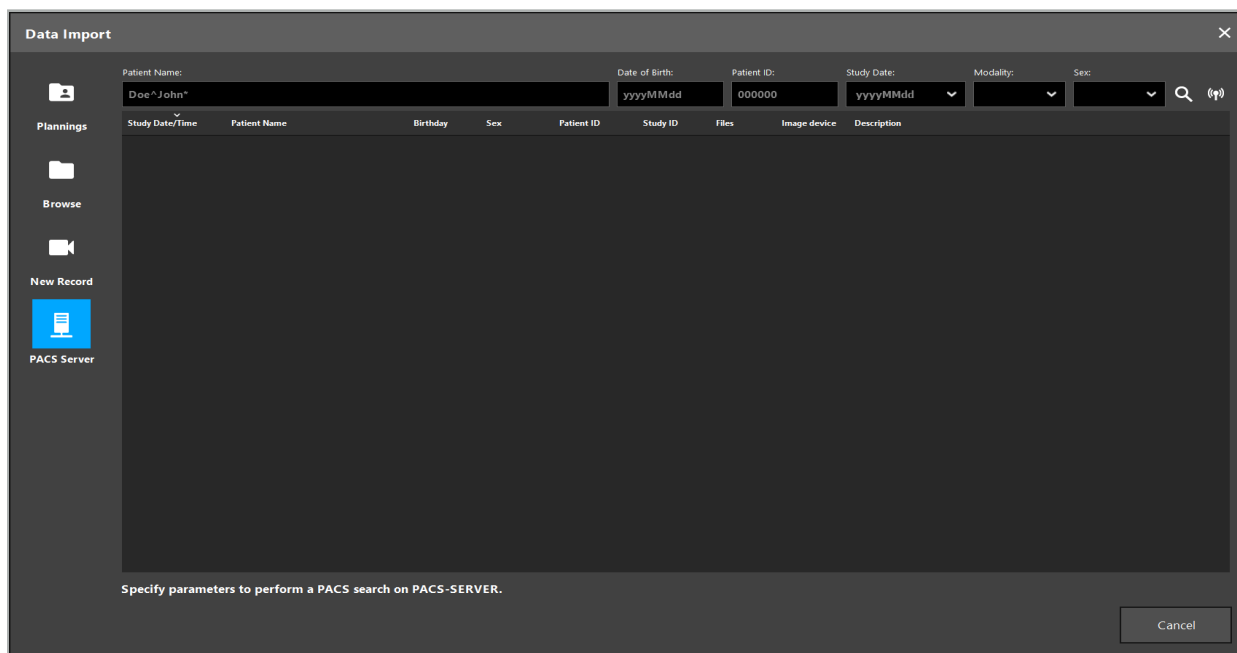 Data Import
Patient Name: Date of Birth: Patient ID: Study Date: Modality: Sex:
Doe^John* yyyyMMdd 000000 yyyyMMdd
Plannings
Study Date/Time Patient Name Birthday Sex Patient ID Study ID Files Image device Description
Browse
New Record
PACS Server
Specify parameters to perform a PACS search on PACS-SERVER.
Cancel